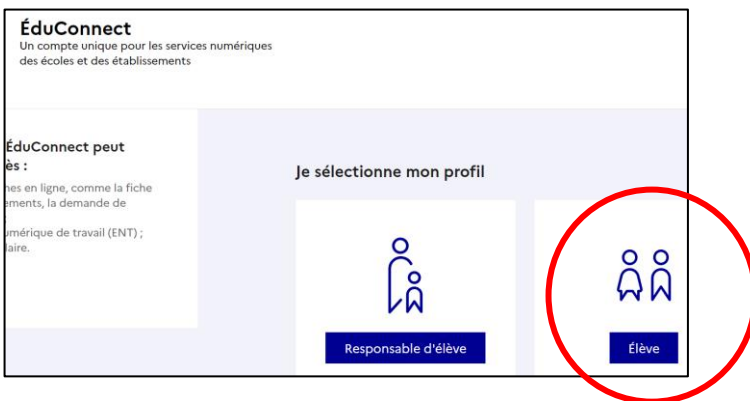 ÉduConnect
Un compte unique pour les services numériques
des écoles et des établissements
ÉduConnect peut
ès :
nes en ligne, comme la fiche
ements, la demande de
umérique de travail (ENT) ;
laire.
Je sélectionne mon profil
Responsable d'élève
Élève